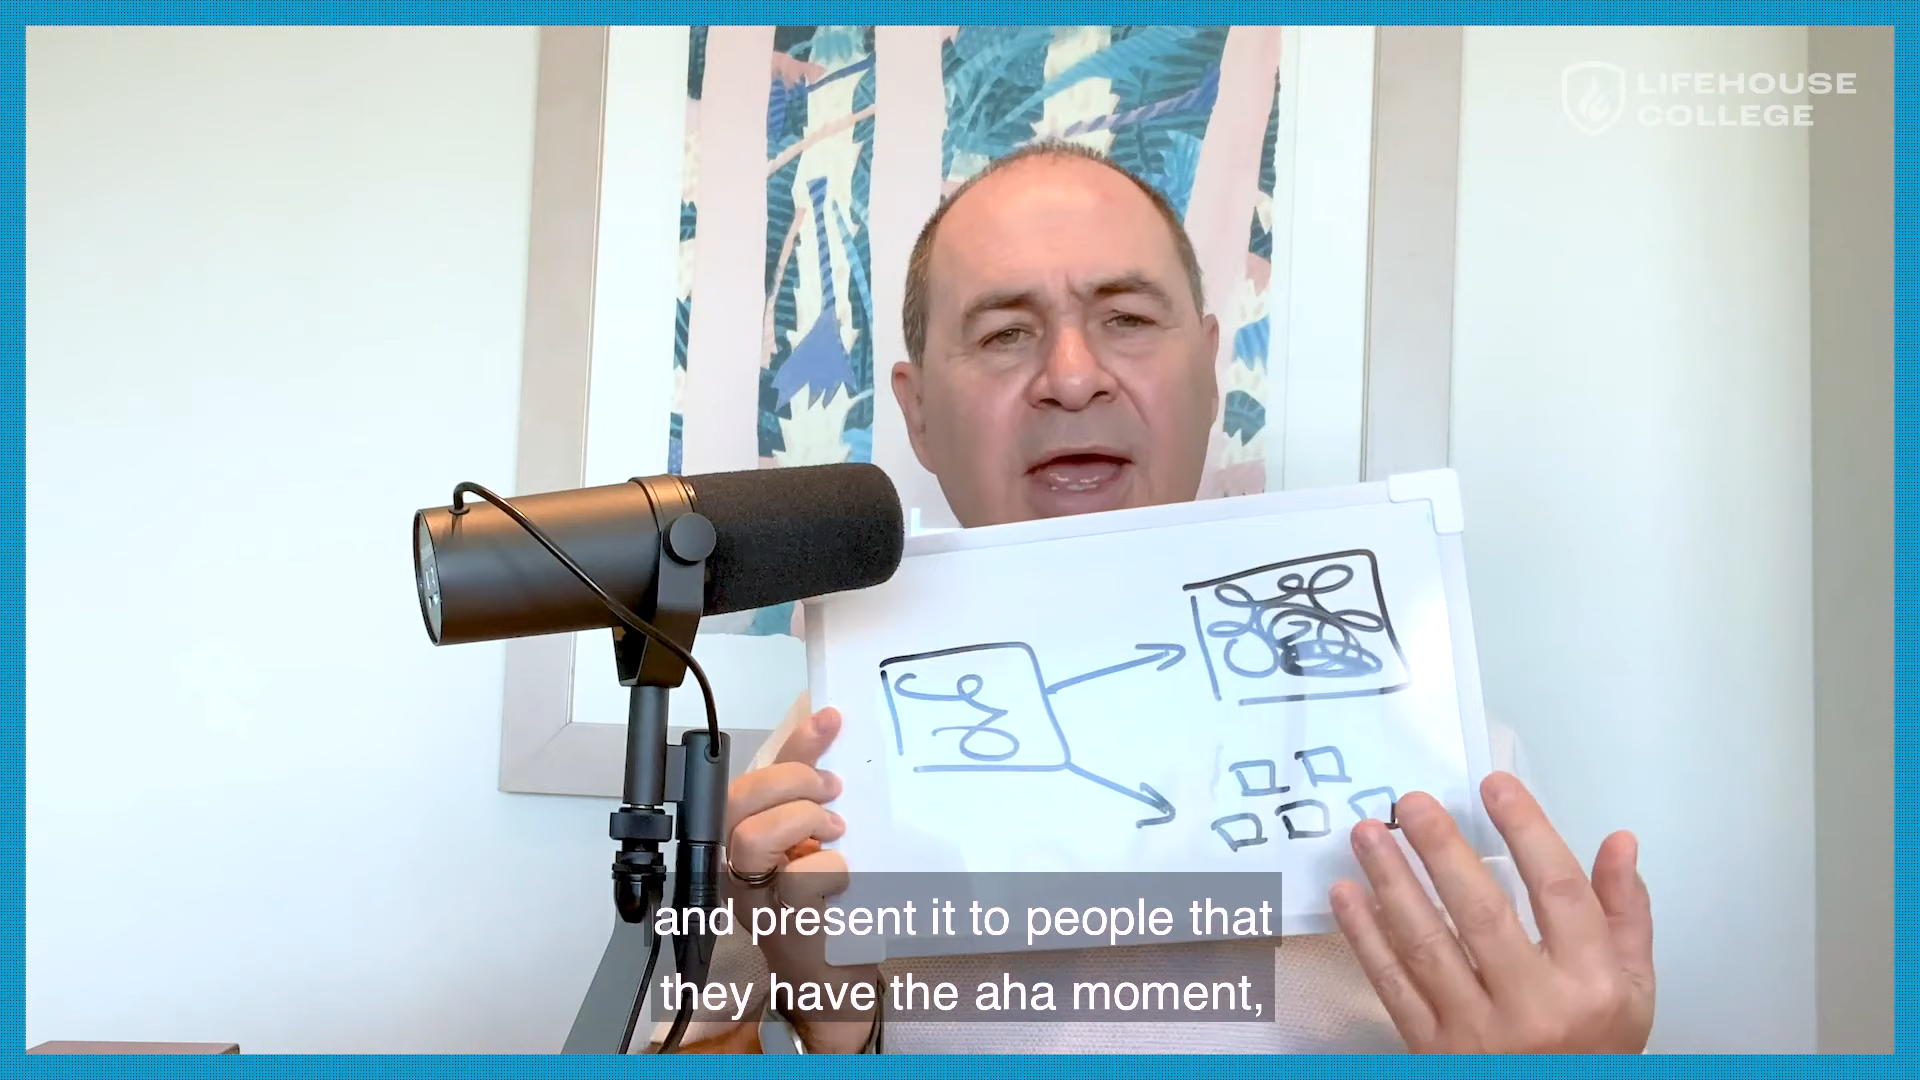 LIFEHOUSE
COLLEGE
and present it to people that
they have the aha moment,